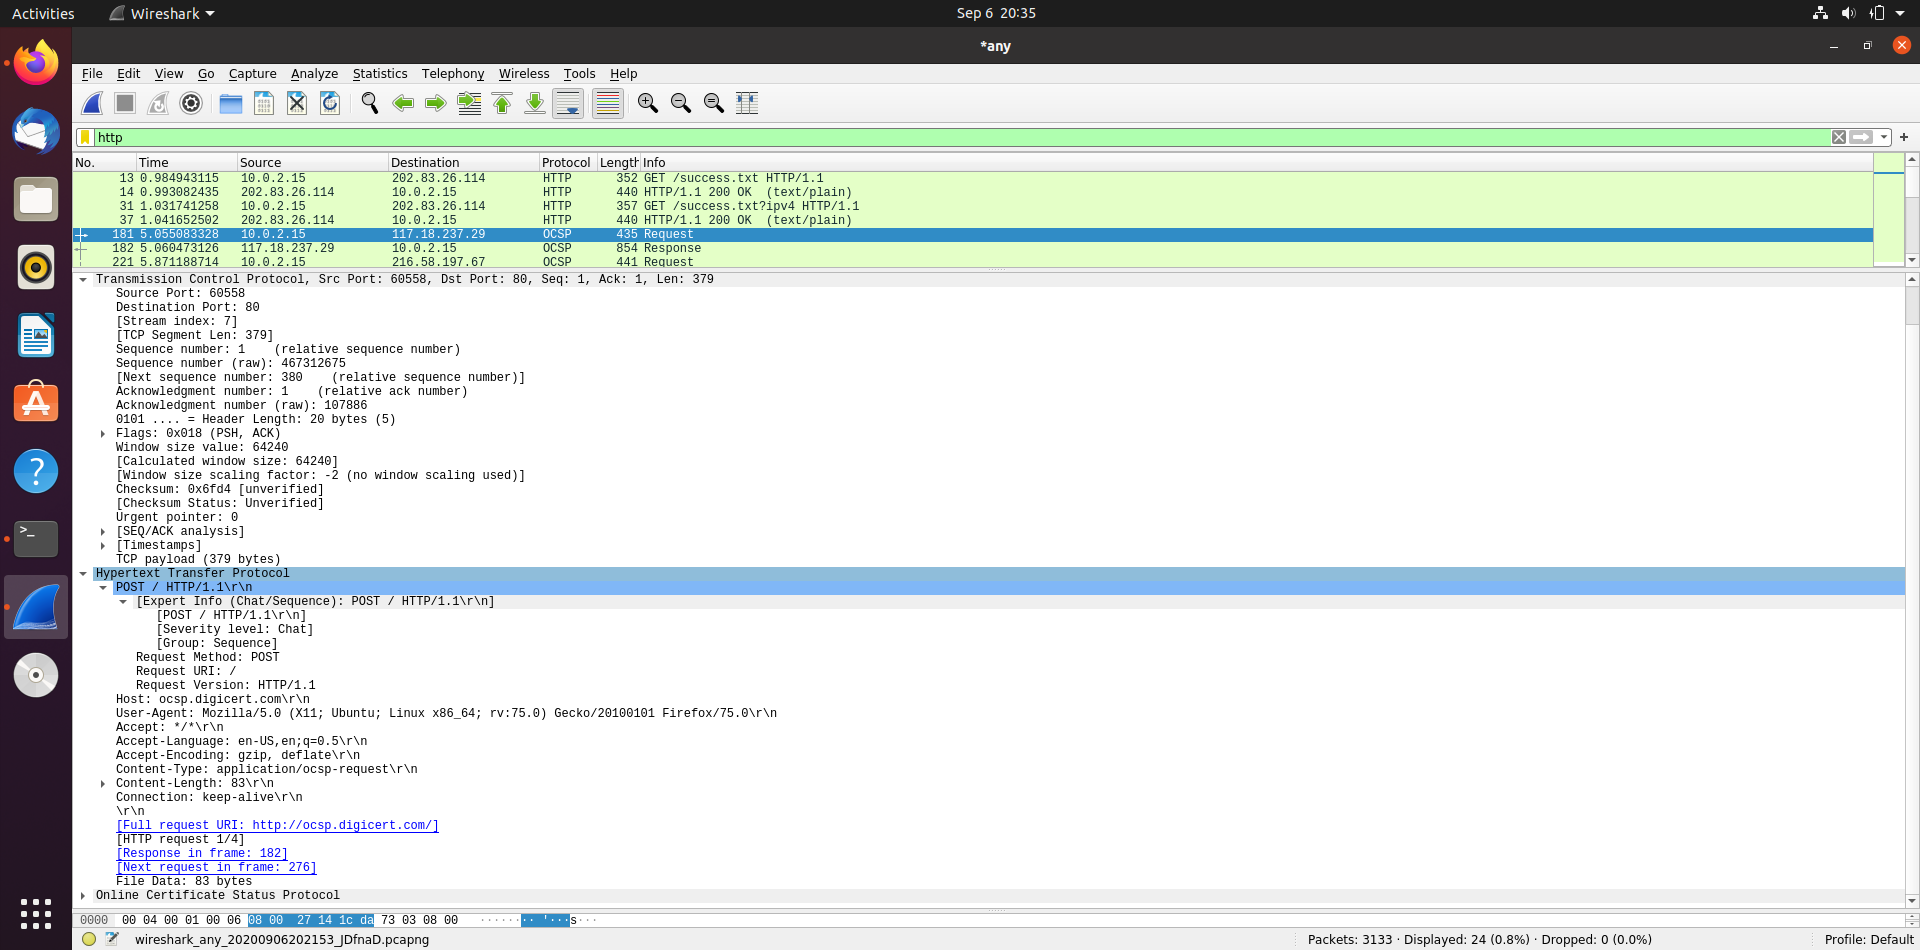 Activities Wireshark Sep 6 20:35
*any
File Edit View Go Capture Analyze Statistics Telephony Wireless Tools Help
http
No. Time Source Destination Protocol Length Info
13 0.984943115 10.0.2.15 202.83.26.114 HTTP 352 GET /success.txt HTTP/1.1
14 0.993082435 202.83.26.114 10.0.2.15 HTTP 440 HTTP/1.1 200 OK (text/plain)
31 1.031741258 10.0.2.15 202.83.26.114 HTTP 357 GET /success.txt?ipv4 HTTP/1.1
37 1.041652502 202.83.26.114 10.0.2.15 HTTP 440 HTTP/1.1 200 OK (text/plain)
181 5.055083328 10.0.2.15 117.18.237.29 OCSP 435 Request
182 5.060473126 117.18.237.29 10.0.2.15 OCSP 854 Response
221 5.871188714 10.0.2.15 216.58.197.67 OCSP 441 Request
Transmission Control Protocol, Src Port: 60558, Dst Port: 80, Seq: 1, Ack: 1, Len: 379
Source Port: 60558
Destination Port: 80
[Stream index: 7]
[TCP Segment Len: 379]
Sequence number: 1 (relative sequence number)
Sequence number (raw): 467312675
[Next sequence number: 380 (relative sequence number)]
Acknowledgment number: 1 (relative ack number)
Acknowledgment number (raw): 107886
0101 .... = Header Length: 20 bytes (5)
Flags: 0x018 (PSH, ACK)
Window size value: 64240
[Calculated window size: 64240]
[Window size scaling factor: -2 (no window scaling used)]
Checksum: 0x6fd4 [unverified]
[Checksum Status: Unverified]
Urgent pointer: 0
[SEQ/ACK analysis]
[Timestamps]
TCP payload (379 bytes)
Hypertext Transfer Protocol
POST / HTTP/1.1\r\n
[Expert Info (Chat/Sequence): POST / HTTP/1.1\r\n]
[POST / HTTP/1.1\r\n]
[Severity level: Chat]
[Group: Sequence]
Request Method: POST
Request URI: /
Request Version: HTTP/1.1
Host: ocsp.digicert.com\r\n
User-Agent: Mozilla/5.0 (X11; Ubuntu; Linux x86_64; rv:75.0) Gecko/20100101 Firefox/75.0\r\n
Accept: */*\r\n
Accept-Language: en-US,en;q=0.5\r\n
Accept-Encoding: gzip, deflate\r\n
Content-Type: application/ocsp-request\r\n
Content-Length: 83\r\n
Connection: keep-alive\r\n
\r\n
[Full request URI: http://ocsp.digicert.com/]
[HTTP request 1/4]
[Response in frame: 182]
[Next request in frame: 276]
File Data: 83 bytes
Online Certificate Status Protocol
0000 00 04 00 01 00 06 08 00 27 14 1c da 73 03 08 00 ········ '···s···
wireshark_any_20200906202153_JDfnaD.pcapng Packets: 3133 · Displayed: 24 (0.8%) · Dropped: 0 (0.0%) Profile: Default